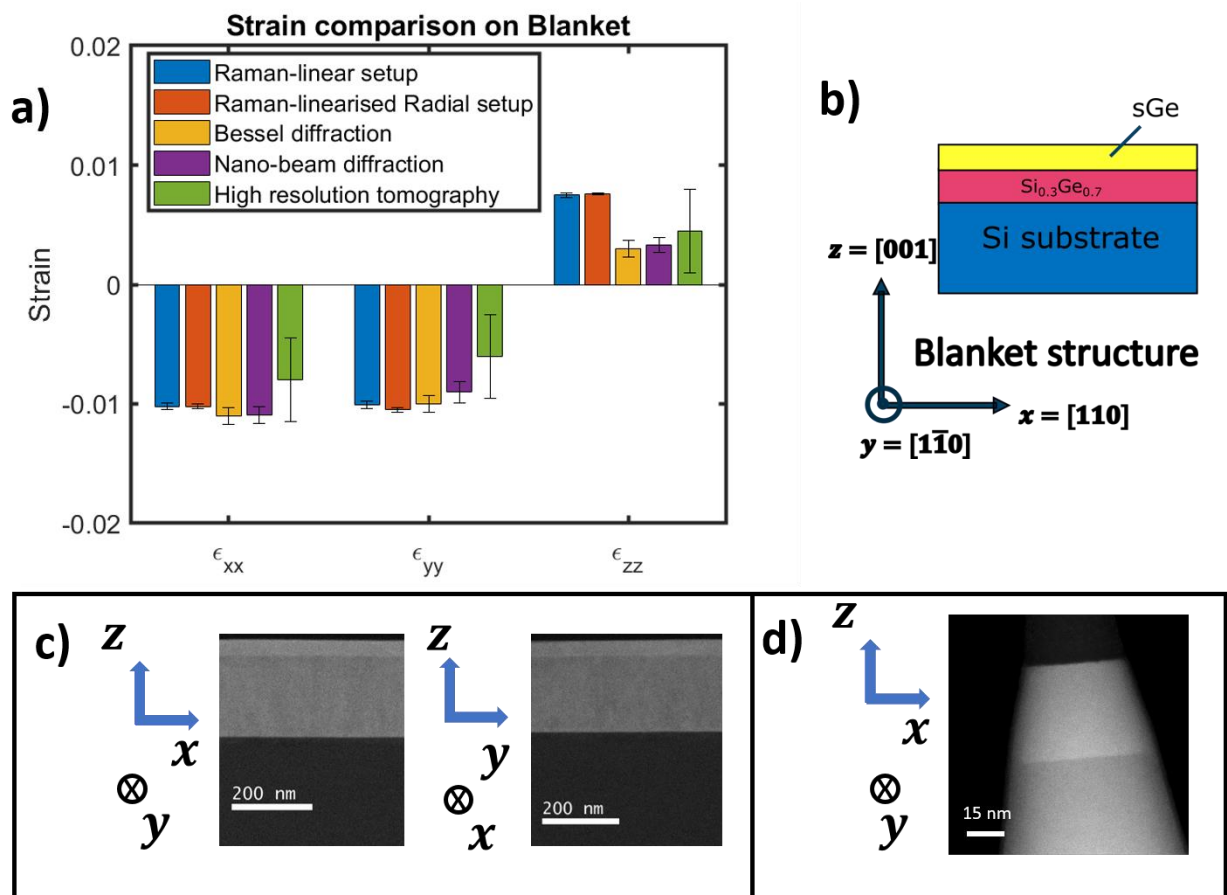 Strain comparison on Blanket
a)
0.02
0.01
0
-0.01
-0.02
Strain
Raman-linear setup
Raman-linearised Radial setup
Bessel diffraction
Nano-beam diffraction
High resolution tomography
ϵxx
ϵyy
ϵzz
b)
sGe
Si0.3Ge0.7
Si substrate
z = [001]
Blanket structure
x = [110]
y = [11̅0]
c)
z
x
y
200 nm
z
y
x
200 nm
d)
z
x
y
15 nm